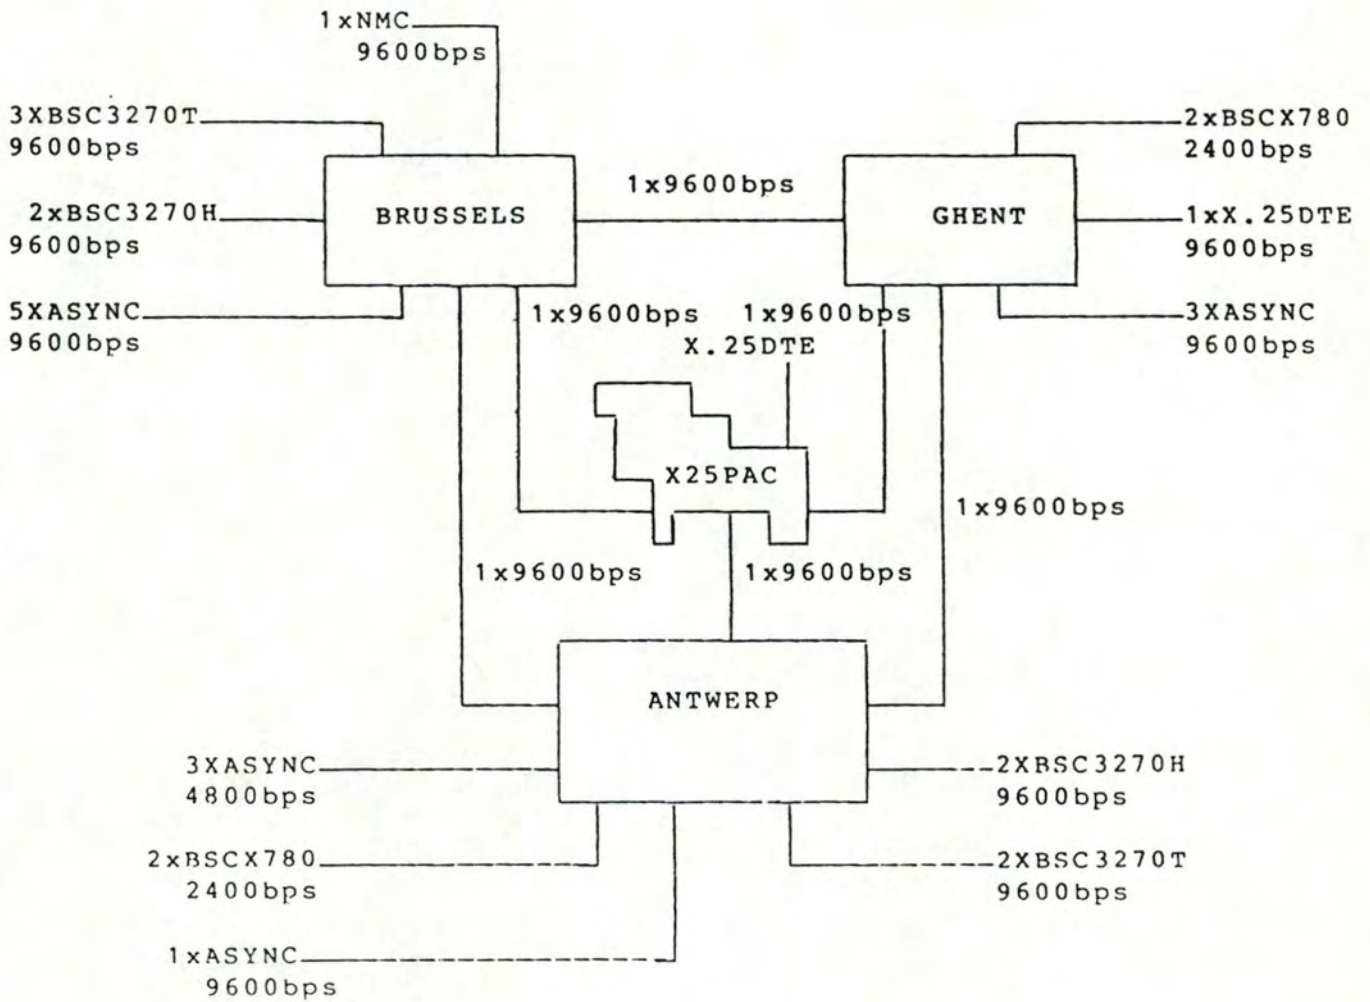 1xNMC
9600bps
3XBSC3270T
9600bps
2xBSC3270H
9600bps
5XASYNC
9600bps
BRUSSELS
1x9600bps
GHENT
2xBSCX780
2400bps
1xX.25DTE
9600bps
3XASYNC
9600bps
1x9600bps
1x9600bps
X.25DTE
X25PAC
1x9600bps
1x9600bps
1x9600bps
ANTWERP
3XASYNC
4800bps
2xBSCX780
2400bps
1xASYNC
9600bps
2XBSC3270H
9600bps
2XBSC3270T
9600bps